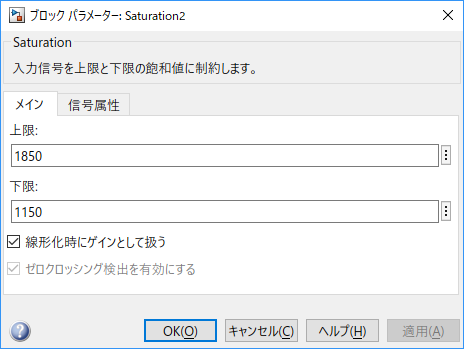 ブロック パラメーター: Saturation2
Saturation
入力信号を上限と下限の飽和値に制約します。
メイン 信号属性
上限:
1850
下限:
1150
線形化時にゲインとして扱う
ゼロクロッシング検出を有効にする
OK(O) キャンセル(C) ヘルプ(H) 適用(A)